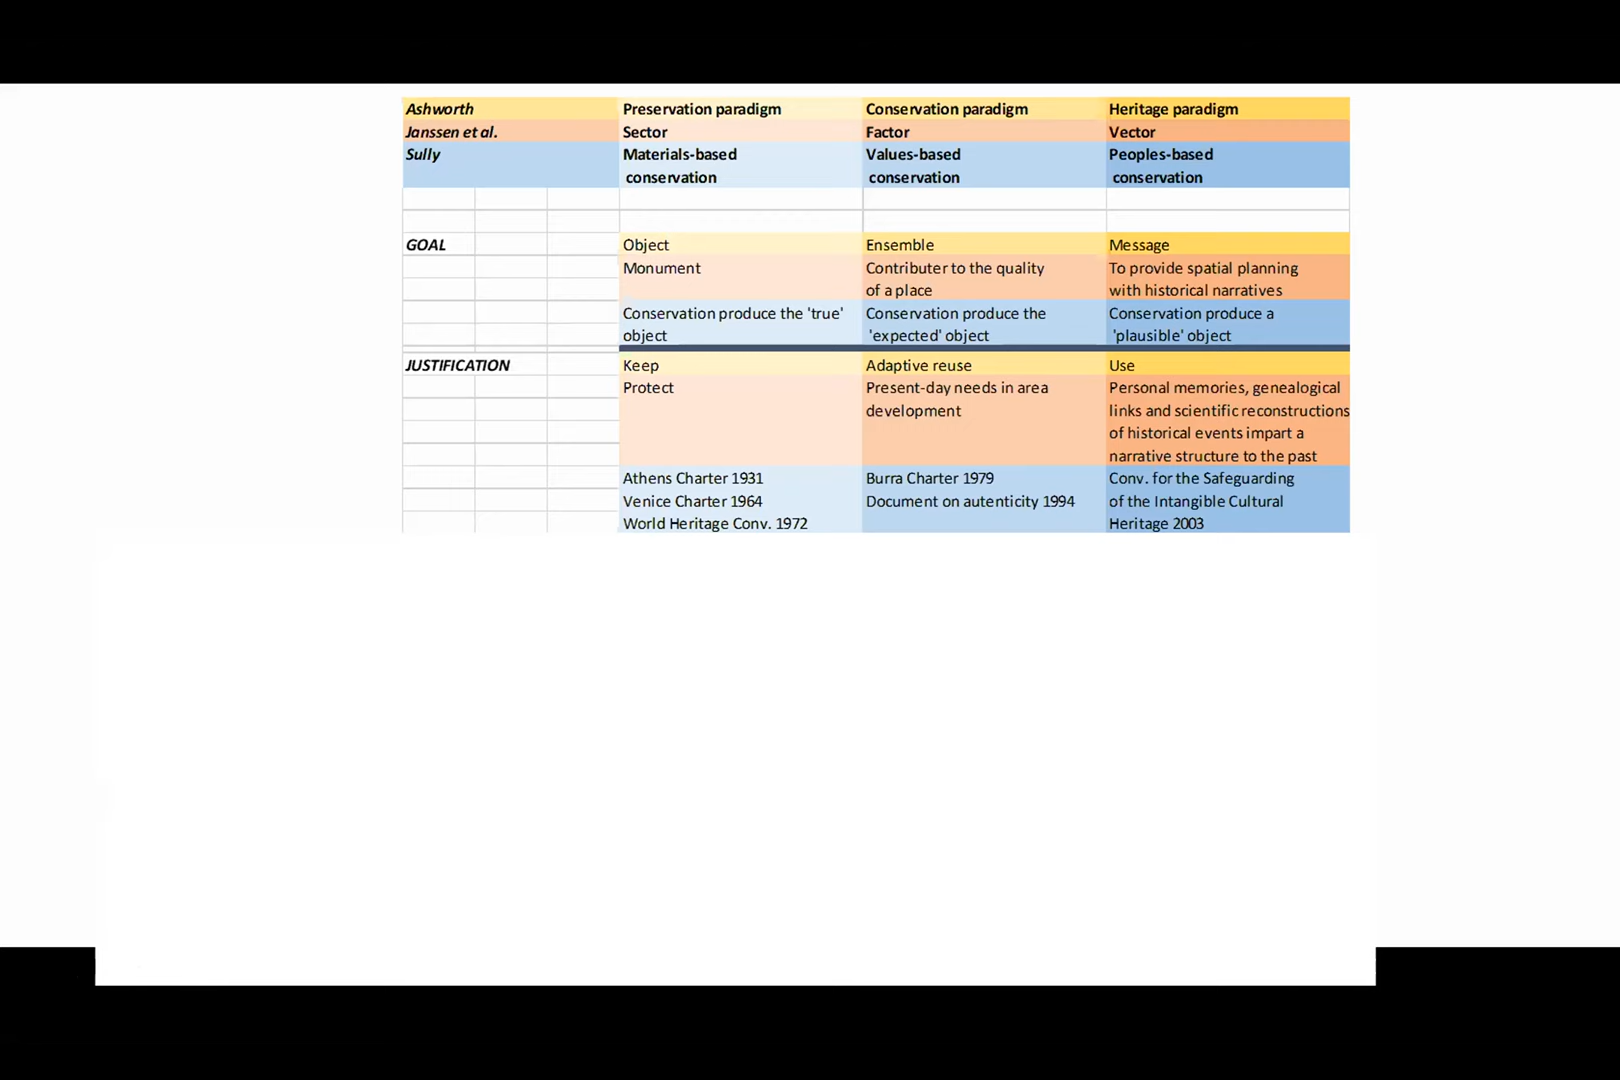 Ashworth Preservation paradigm Conservation paradigm Heritage paradigm
Janssen et al. Sector Factor Vector
Sully Materials-based Values-based Peoples-based
conservation conservation conservation
GOAL Object Ensemble Message
Monument Contributer to the quality To provide spatial planning
of a place with historical narratives
Conservation produce the 'true' Conservation produce the Conservation produce a
object 'expected' object 'plausible' object
JUSTIFICATION Keep Adaptive reuse Use
Protect Present-day needs in area Personal memories, genealogical
development links and scientific reconstructions
of historical events impart a
narrative structure to the past
Athens Charter 1931 Burra Charter 1979 Conv. for the Safeguarding
Venice Charter 1964 Document on autenticity 1994 of the Intangible Cultural
World Heritage Conv. 1972 Heritage 2003